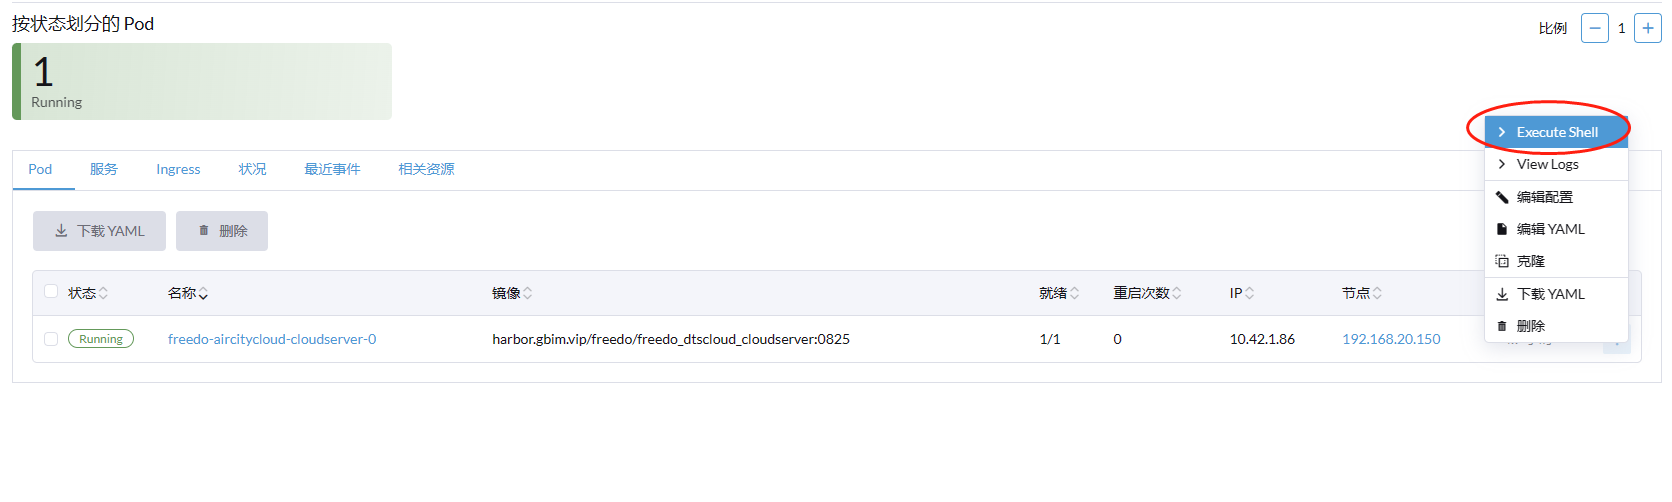 按状态划分的 Pod
比例 1
1
Running
Execute Shell
View Logs
编辑配置
编辑 YAML
克隆
下载 YAML
删除
Pod 服务 Ingress 状况 最近事件 相关资源
下载 YAML 删除
状态 名称 镜像 就绪 重启次数 IP 节点
Running freedo-aircitycloud-cloudserver-0 harbor.gbim.vip/freedo/freedo_dtscloud_cloudserver:0825 1/1 0 10.42.1.86 192.168.20.150